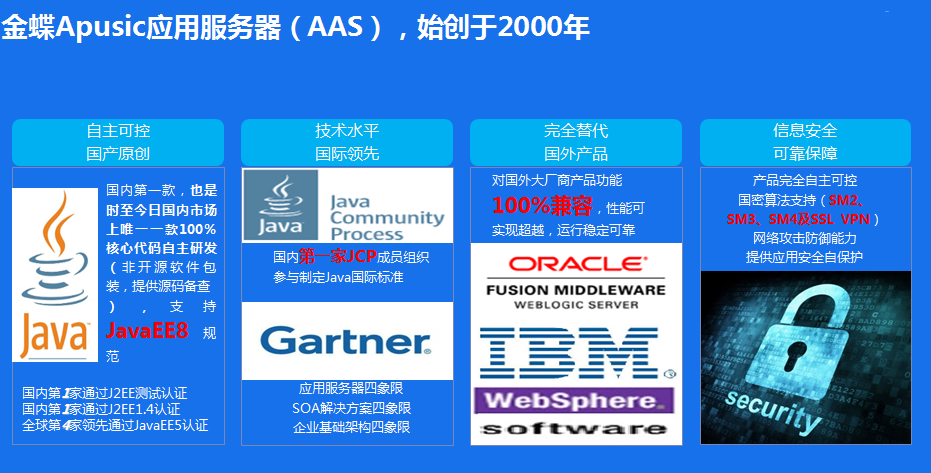 金蝶Apusic应用服务器（AAS），始创于2000年
自主可控
国产原创
国内第一款，也是
时至今日国内市场
上唯一一款100%
核心代码自主研发
（非开源软件包
装，提供源码备查
），支持
JavaEE8 规
范
Java
国内第1家通过J2EE测试认证
国内第1家通过J2EE1.4认证
全球第4家领先通过JavaEE5认证
技术水平
国际领先
Java
Java
Community
Process
国内第一家JCP成员组织
参与制定Java国际标准
Gartner
应用服务器四象限
SOA解决方案四象限
企业基础架构四象限
完全替代
国外产品
对国外大厂商产品功能
100%兼容，性能可
实现超越，运行稳定可靠
ORACLE
FUSION MIDDLEWARE
WEBLOGIC SERVER
IBM
WebSphere
software
信息安全
可靠保障
产品完全自主可控
国密算法支持（SM2、
SM3、SM4及SSL VPN）
网络攻击防御能力
提供应用安全自保护
security